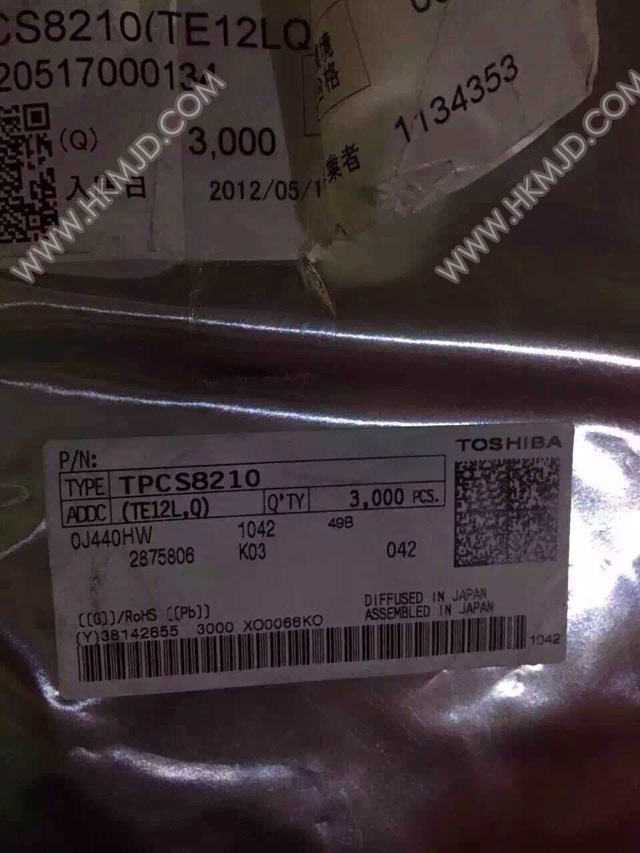 CS8210(TE12LQ
20517000134
(Q) 3,000
2012/05/1
業者
1134353
WWW.HKMJD.COM
WWW.HKMJD.COM
TOSHIBA
P/N:
TYPE TPCS8210
ADDC (TE12L,Q) Q'TY 3,000 PCS.
0J440HW 1042 49B
2875806 K03 042
[[G]]/RoHS [[Pb]]
DIFFUSED IN JAPAN
ASSEMBLED IN JAPAN
(Y)38142655 3000 XO0066KO
1042